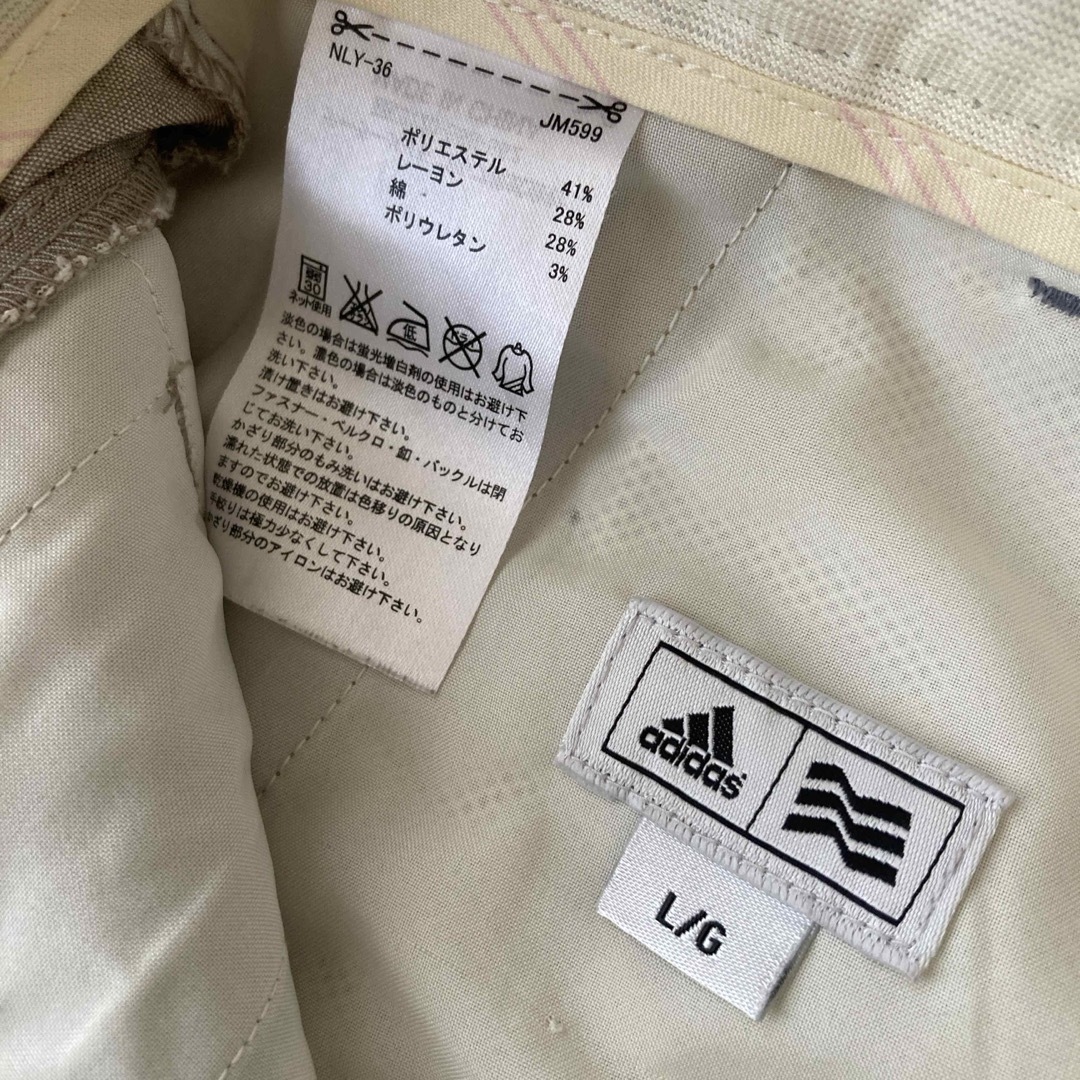 NLY-36
JM599
ポリエステル 41%
レーヨン 28%
綿 28%
ポリウレタン 3%
30
ネット使用
低
淡色の場合は蛍光増白剤の使用はお避け下
さい。濃色の場合は淡色のものと分けてお
洗い下さい。
漬け置きはお避け下さい。
ファスナー・ベルクロ・釦・バックルは閉
じてお洗い下さい。
かざり部分のもみ洗いはお避け下さい。
濡れた状態での放置は色移りの原因となり
ますのでお避け下さい。
乾燥機の使用はお避け下さい。
手絞りは極力少なくして下さい。
かざり部分のアイロンはお避け下さい。
adidas
L/G